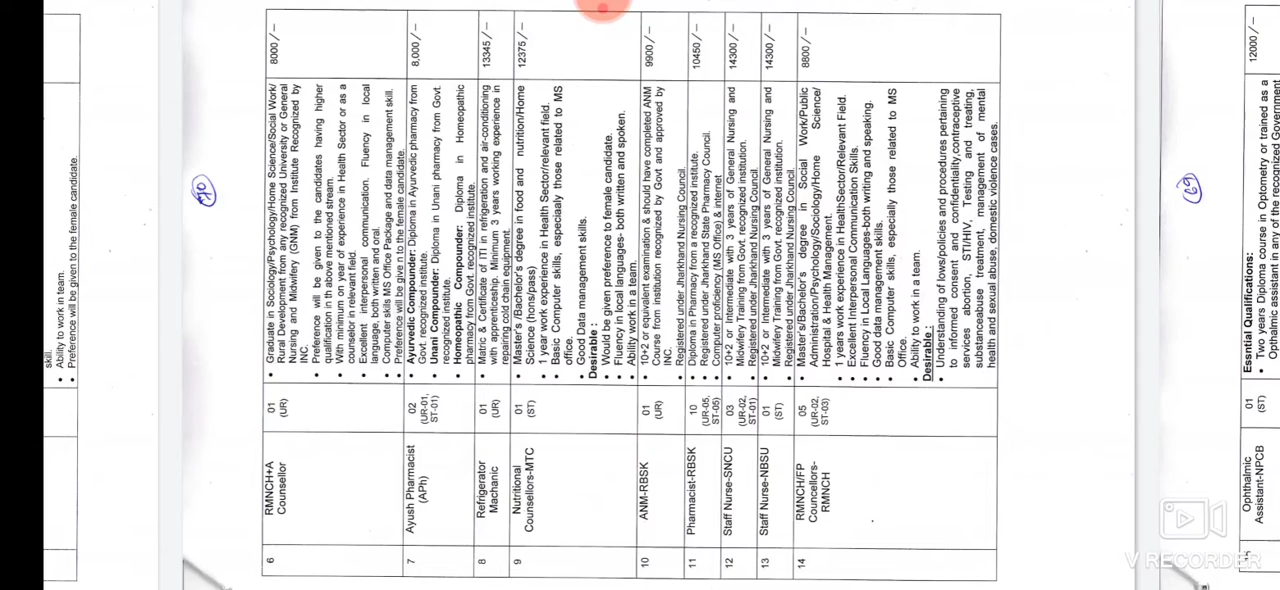 skill.
• Ability to work in team.
• Preference will be given to the female candidate.
70
6
RMNCH+A
Counsellor
01
(UR)
• Graduate in Sociology/Psychology/Home Science/Social Work/
Rural Development from any recognized University or General
Nursing and Midwifery (GNM) from Institute Recognized by
INC.
• Preference will be given to the candidates having higher
qualification in th above mentioned stream.
• With minimum on year of experience in Health Sector or as a
counselor in relevant field.
• Excellent interpersonal communication. Fluency in local
language, both written and oral.
• Computer skills MS Office Package and data management skill.
• Preference will be give n to the female candidate.
8000/–
7
Ayush Pharmacist
(APh)
02
(UR-01,
ST-01)
• Ayurvedic Compounder: Diploma in Ayurvedic pharmacy from
Govt. recognized institute.
• Unani Compounder: Diploma in Unani pharmacy from Govt.
recognized institute.
• Homeopathic Compounder: Diploma in Homeopathic
pharmacy from Govt. recognized institute.
8,000/–
8
Refrigerator
Machanic
01
(UR)
• Matric & Certificate of ITI in refrigeration and air-conditioning
with apprenticeship. Minimum 3 years working experience in
repairing cold chain equipment.
13345/–
9
Nutritional
Counsellors-MTC
01
(ST)
• Master's /Bachelor's degree in food and nutrition/Home
Science (honrs/pass)
• 1 year work experience in Health Sector/relevant field.
• Basic Computer skills, especiaaly those related to MS
office.
• Good Data management skills.
Desirable :
• Would be given preference to female candidate.
• Fluency in local languages- both written and spoken.
• Ability work in a team.
12375/–
10
ANM-RBSK
01
(UR)
• 10+2 or equivalent examination & should have completed ANM
Course from institution recognized by Govt and approved by
INC.
• Registered under Jharkhand Nursing Council.
9900/–
11
Pharmacist-RBSK
10
(UR-05,
ST-05)
• Diploma in Pharmacy from a recognized institute.
• Registered under Jharkhand State Pharmacy Council.
• Computer proficiency (MS Office) & internet
10450/–
12
Staff Nurse-SNCU
03
(UR-02,
ST-01)
• 10+2 or Intermediate with 3 years of General Nursing and
Midwifery Training from Govt. recognized institution.
• Registered under Jharkhand Nursing Council.
14300/–
13
Staff Nurse-NBSU
01
(ST)
• 10+2 or Intermediate with 3 years of General Nursing and
Midwifery Training from Govt. recognized institution.
• Registered under Jharkhand Nursing Council.
14300/–
14
RMNCH/FP
Councellors-
RMNCH
05
(UR-02,
ST-03)
• Master's/Bachelor's degree in Social Work/Public
Administration/Psychology/Sociology/Home Science/
Hospital & Health Management.
• 1 years work experience in HealthSector/Relevant Field.
• Excellent Interpersonal Communication Skills.
• Fluency in Local Languages-both writing and speaking.
• Good data management skills.
• Basic Computer skills, especially those related to MS
Office.
• Ability to work in a team.
Desirable :
• Understanding of lows/policies and procedures pertaining
to informed consent and confidentiality,contraceptive
services abortion, STI/HIV, Testing and treating,
substances abuse treatment, management of mental
health and sexual abuse, domestic violence cases.
8800/–
69
Ophthalmic
Assistant-NPCB
01
(ST)
Essntial Qualifications:
• Two years Diploma course in Optometry or trained as a
Ophthalmic assistant in any of the recognized Government
12000/–
V RECORDER